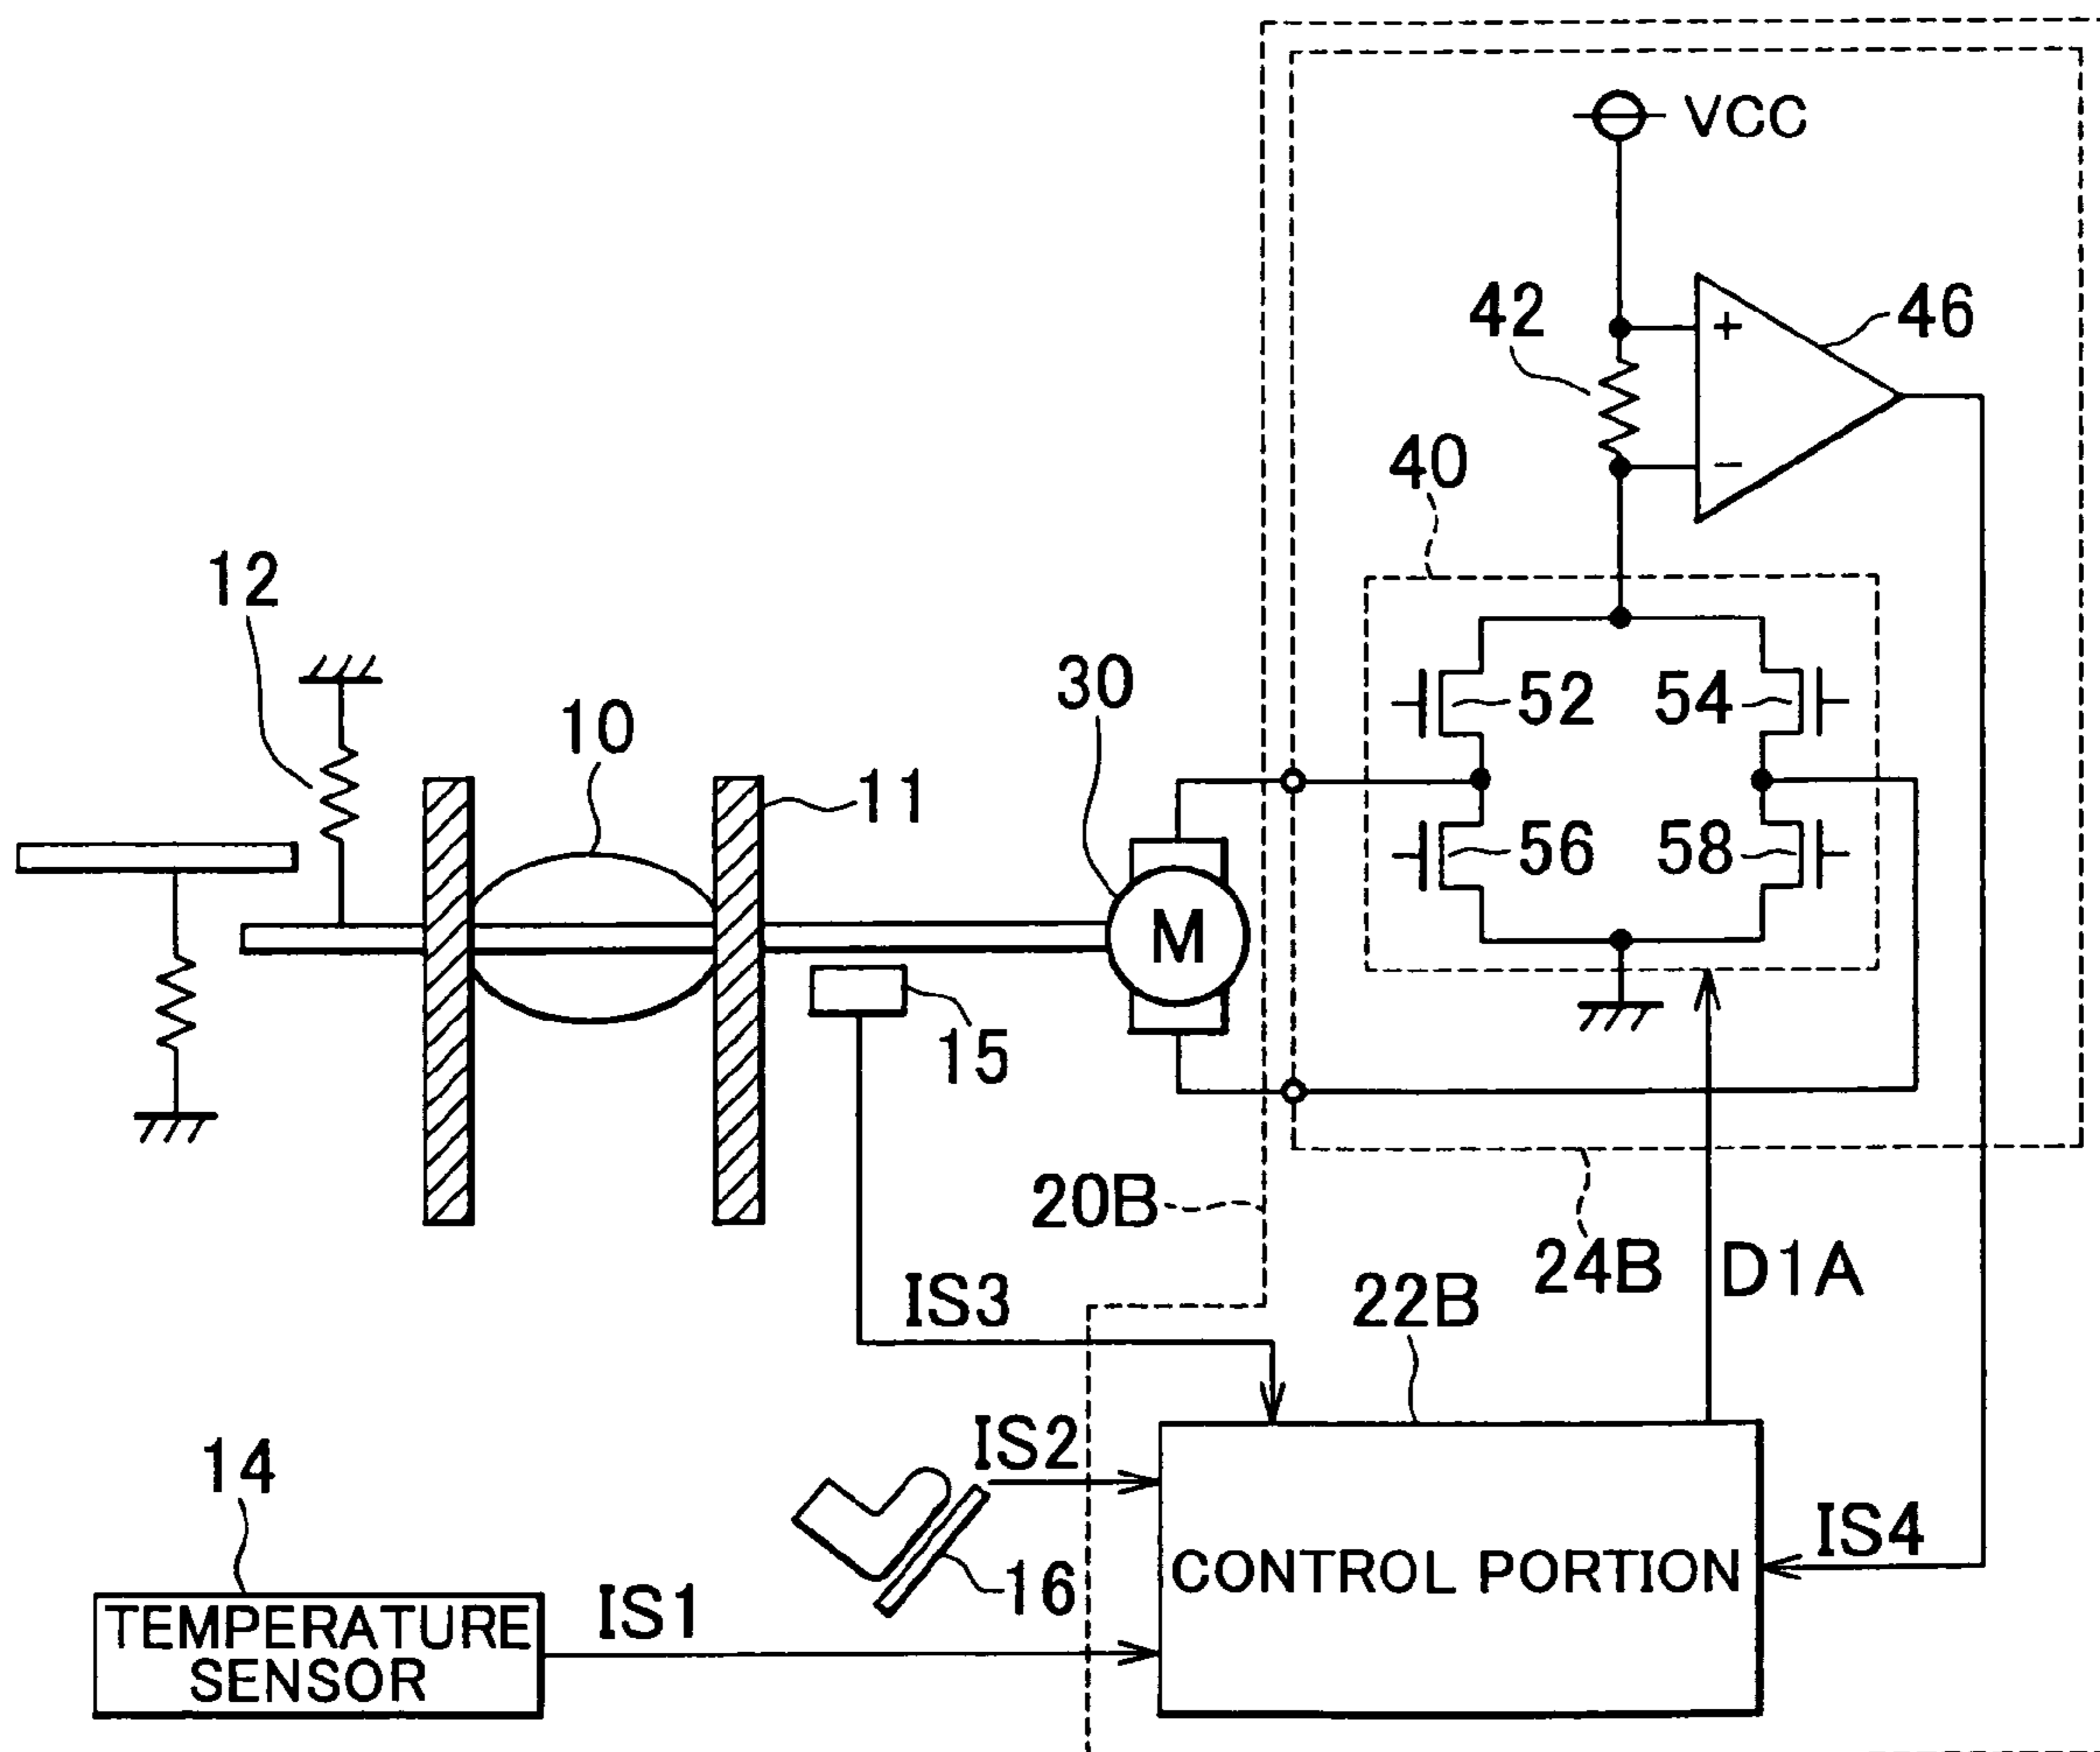 VCC
42
+
46
−
40
12
30
52
54
10
11
56
58
M
15
20B
24B
D1A
IS3
22B
IS2
14
IS4
16
CONTROL PORTION
IS1
TEMPERATURE
SENSOR